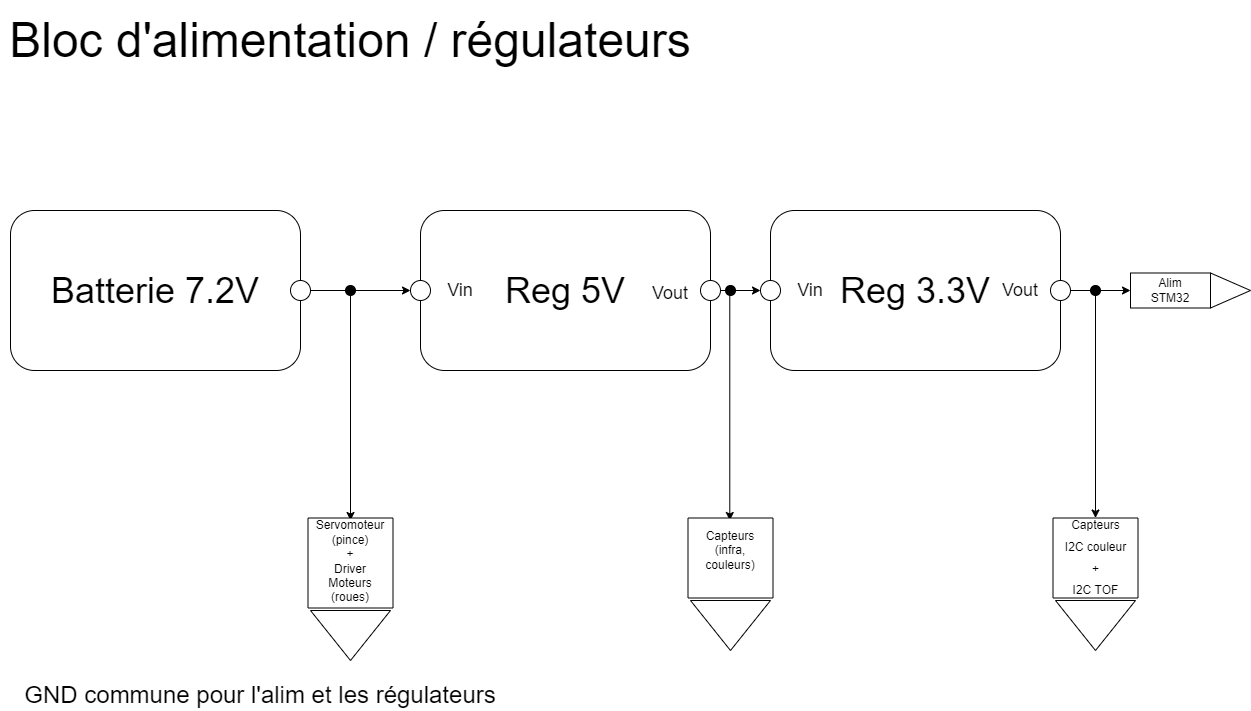 Bloc d'alimentation / régulateurs
Batterie 7.2V
Vin
Reg 5V
Vout
Vin
Reg 3.3V
Vout
Alim
STM32
Servomoteur
(pince)
+
Driver
Moteurs
(roues)
Capteurs
(infra,
couleurs)
Capteurs
I2C couleur
+
I2C TOF
GND commune pour l'alim et les régulateurs